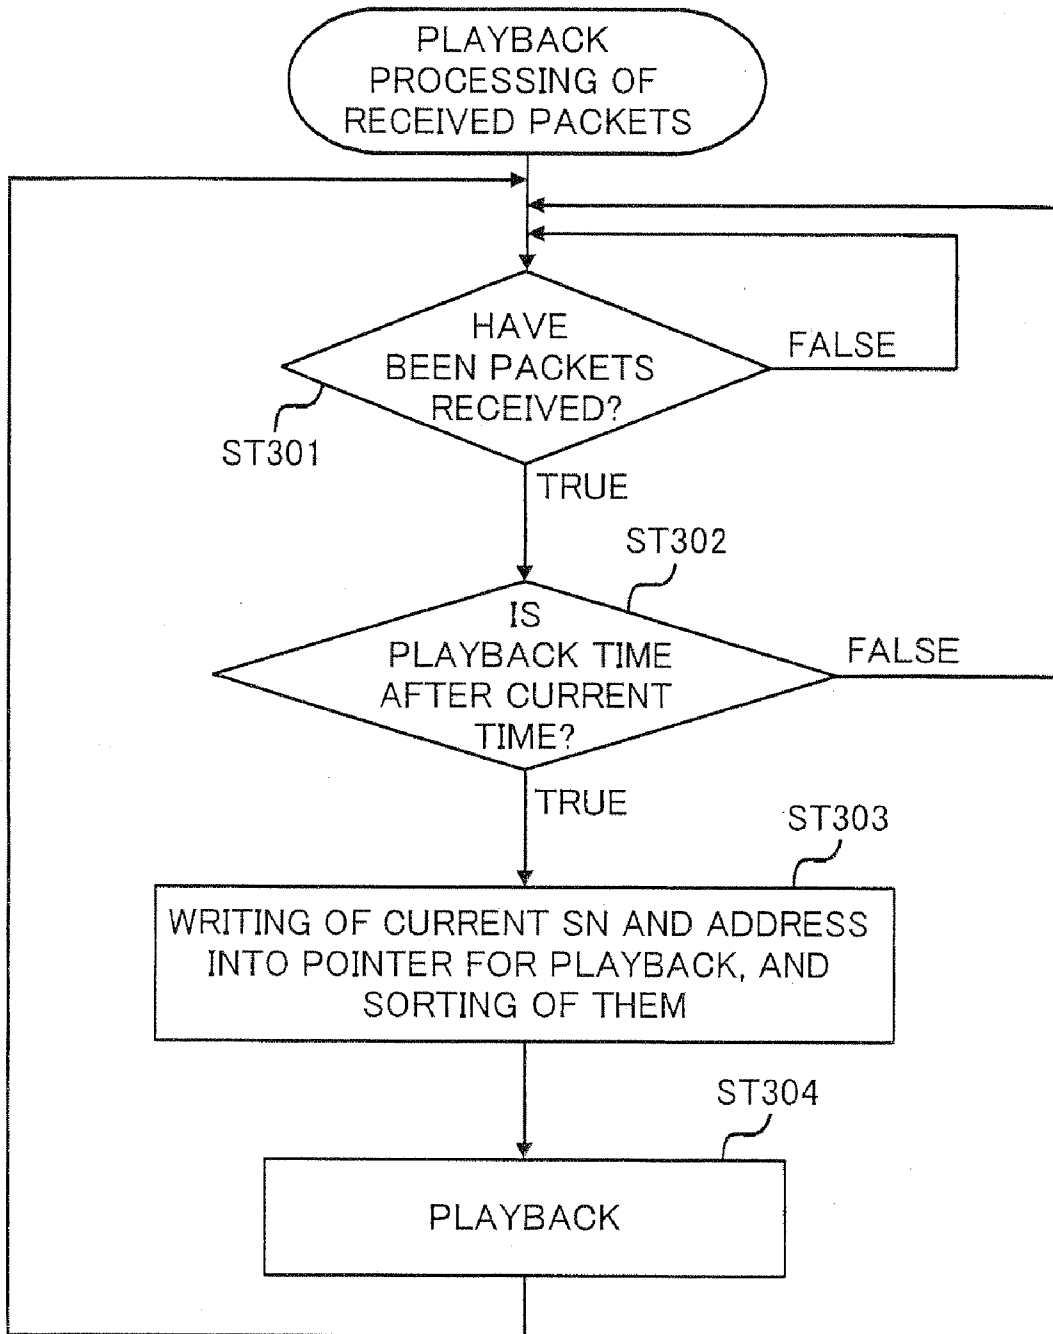 PLAYBACK
PROCESSING OF
RECEIVED PACKETS
HAVE
BEEN PACKETS
RECEIVED?
FALSE
ST301
TRUE
ST302
IS
PLAYBACK TIME
AFTER CURRENT
TIME?
FALSE
TRUE
ST303
WRITING OF CURRENT SN AND ADDRESS
INTO POINTER FOR PLAYBACK, AND
SORTING OF THEM
ST304
PLAYBACK